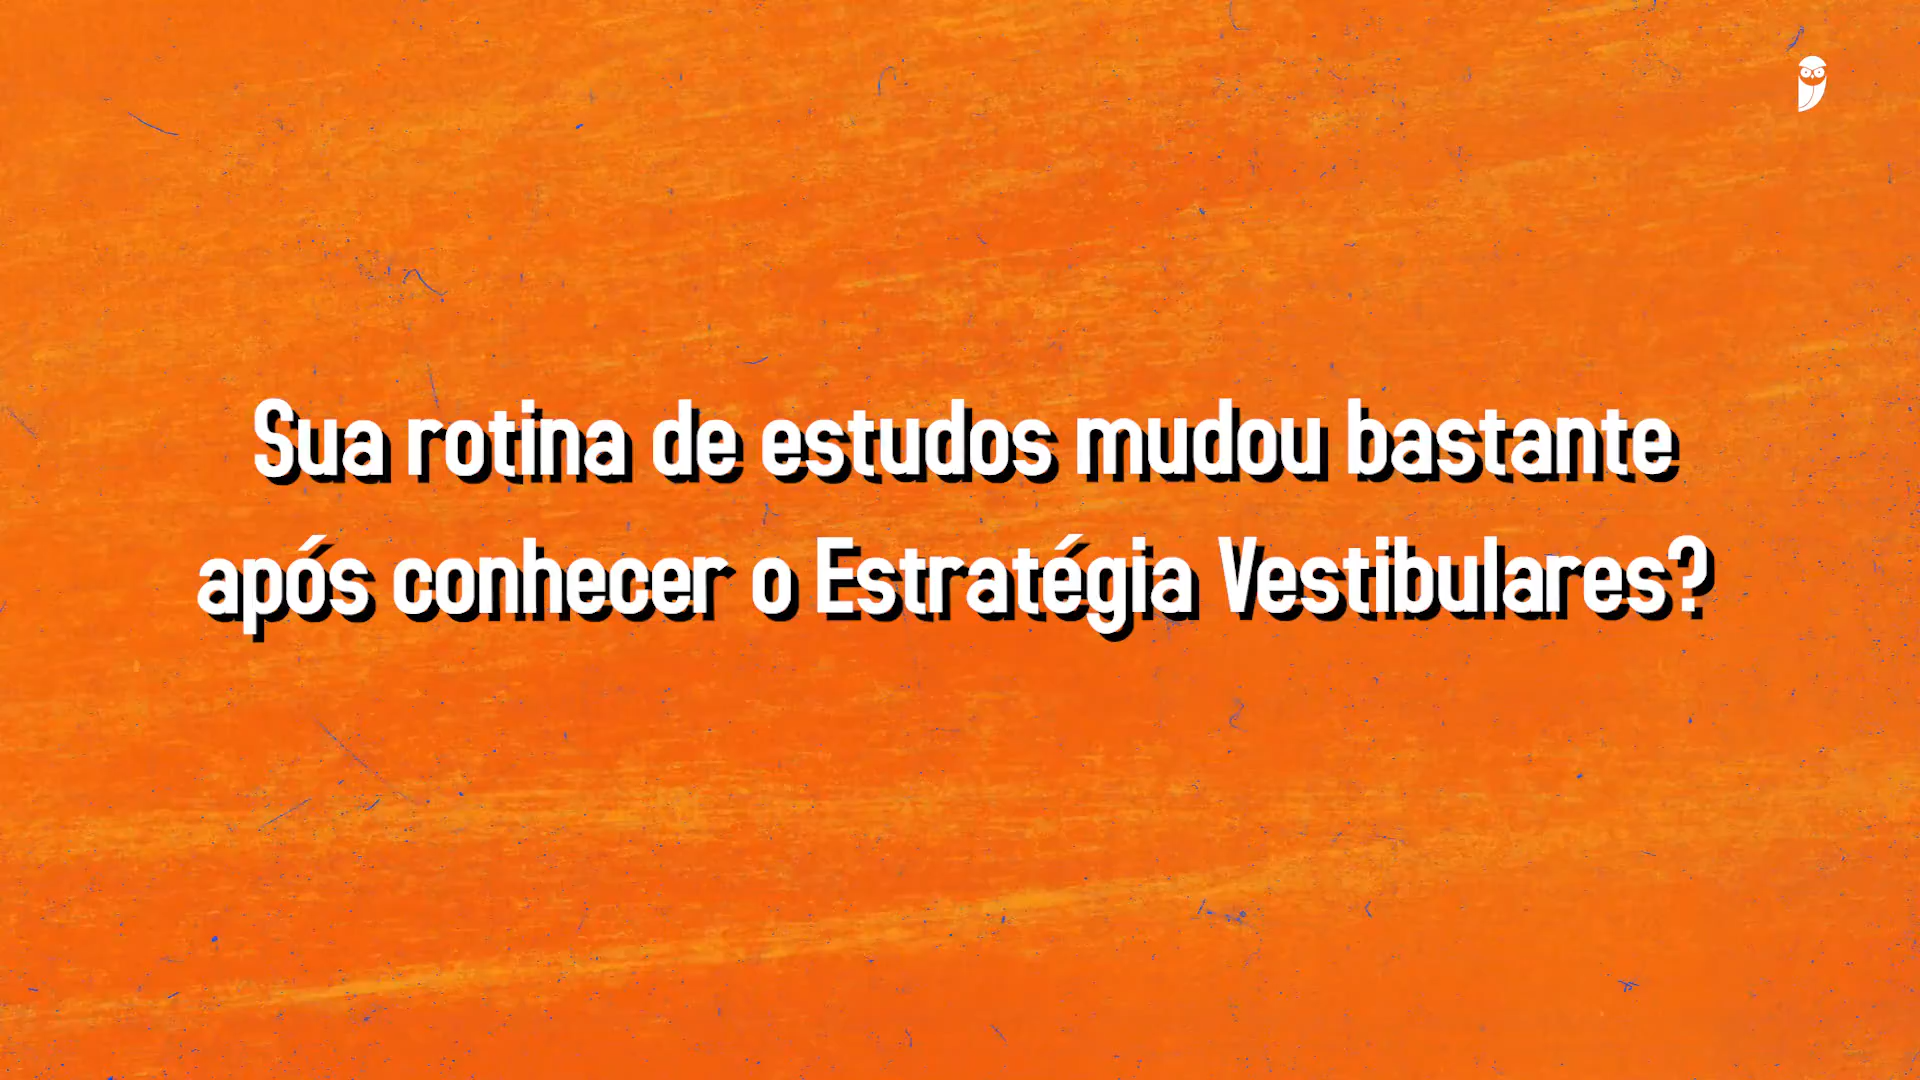 Sua rotina de estudos mudou bastante
após conhecer o Estratégia Vestibulares?